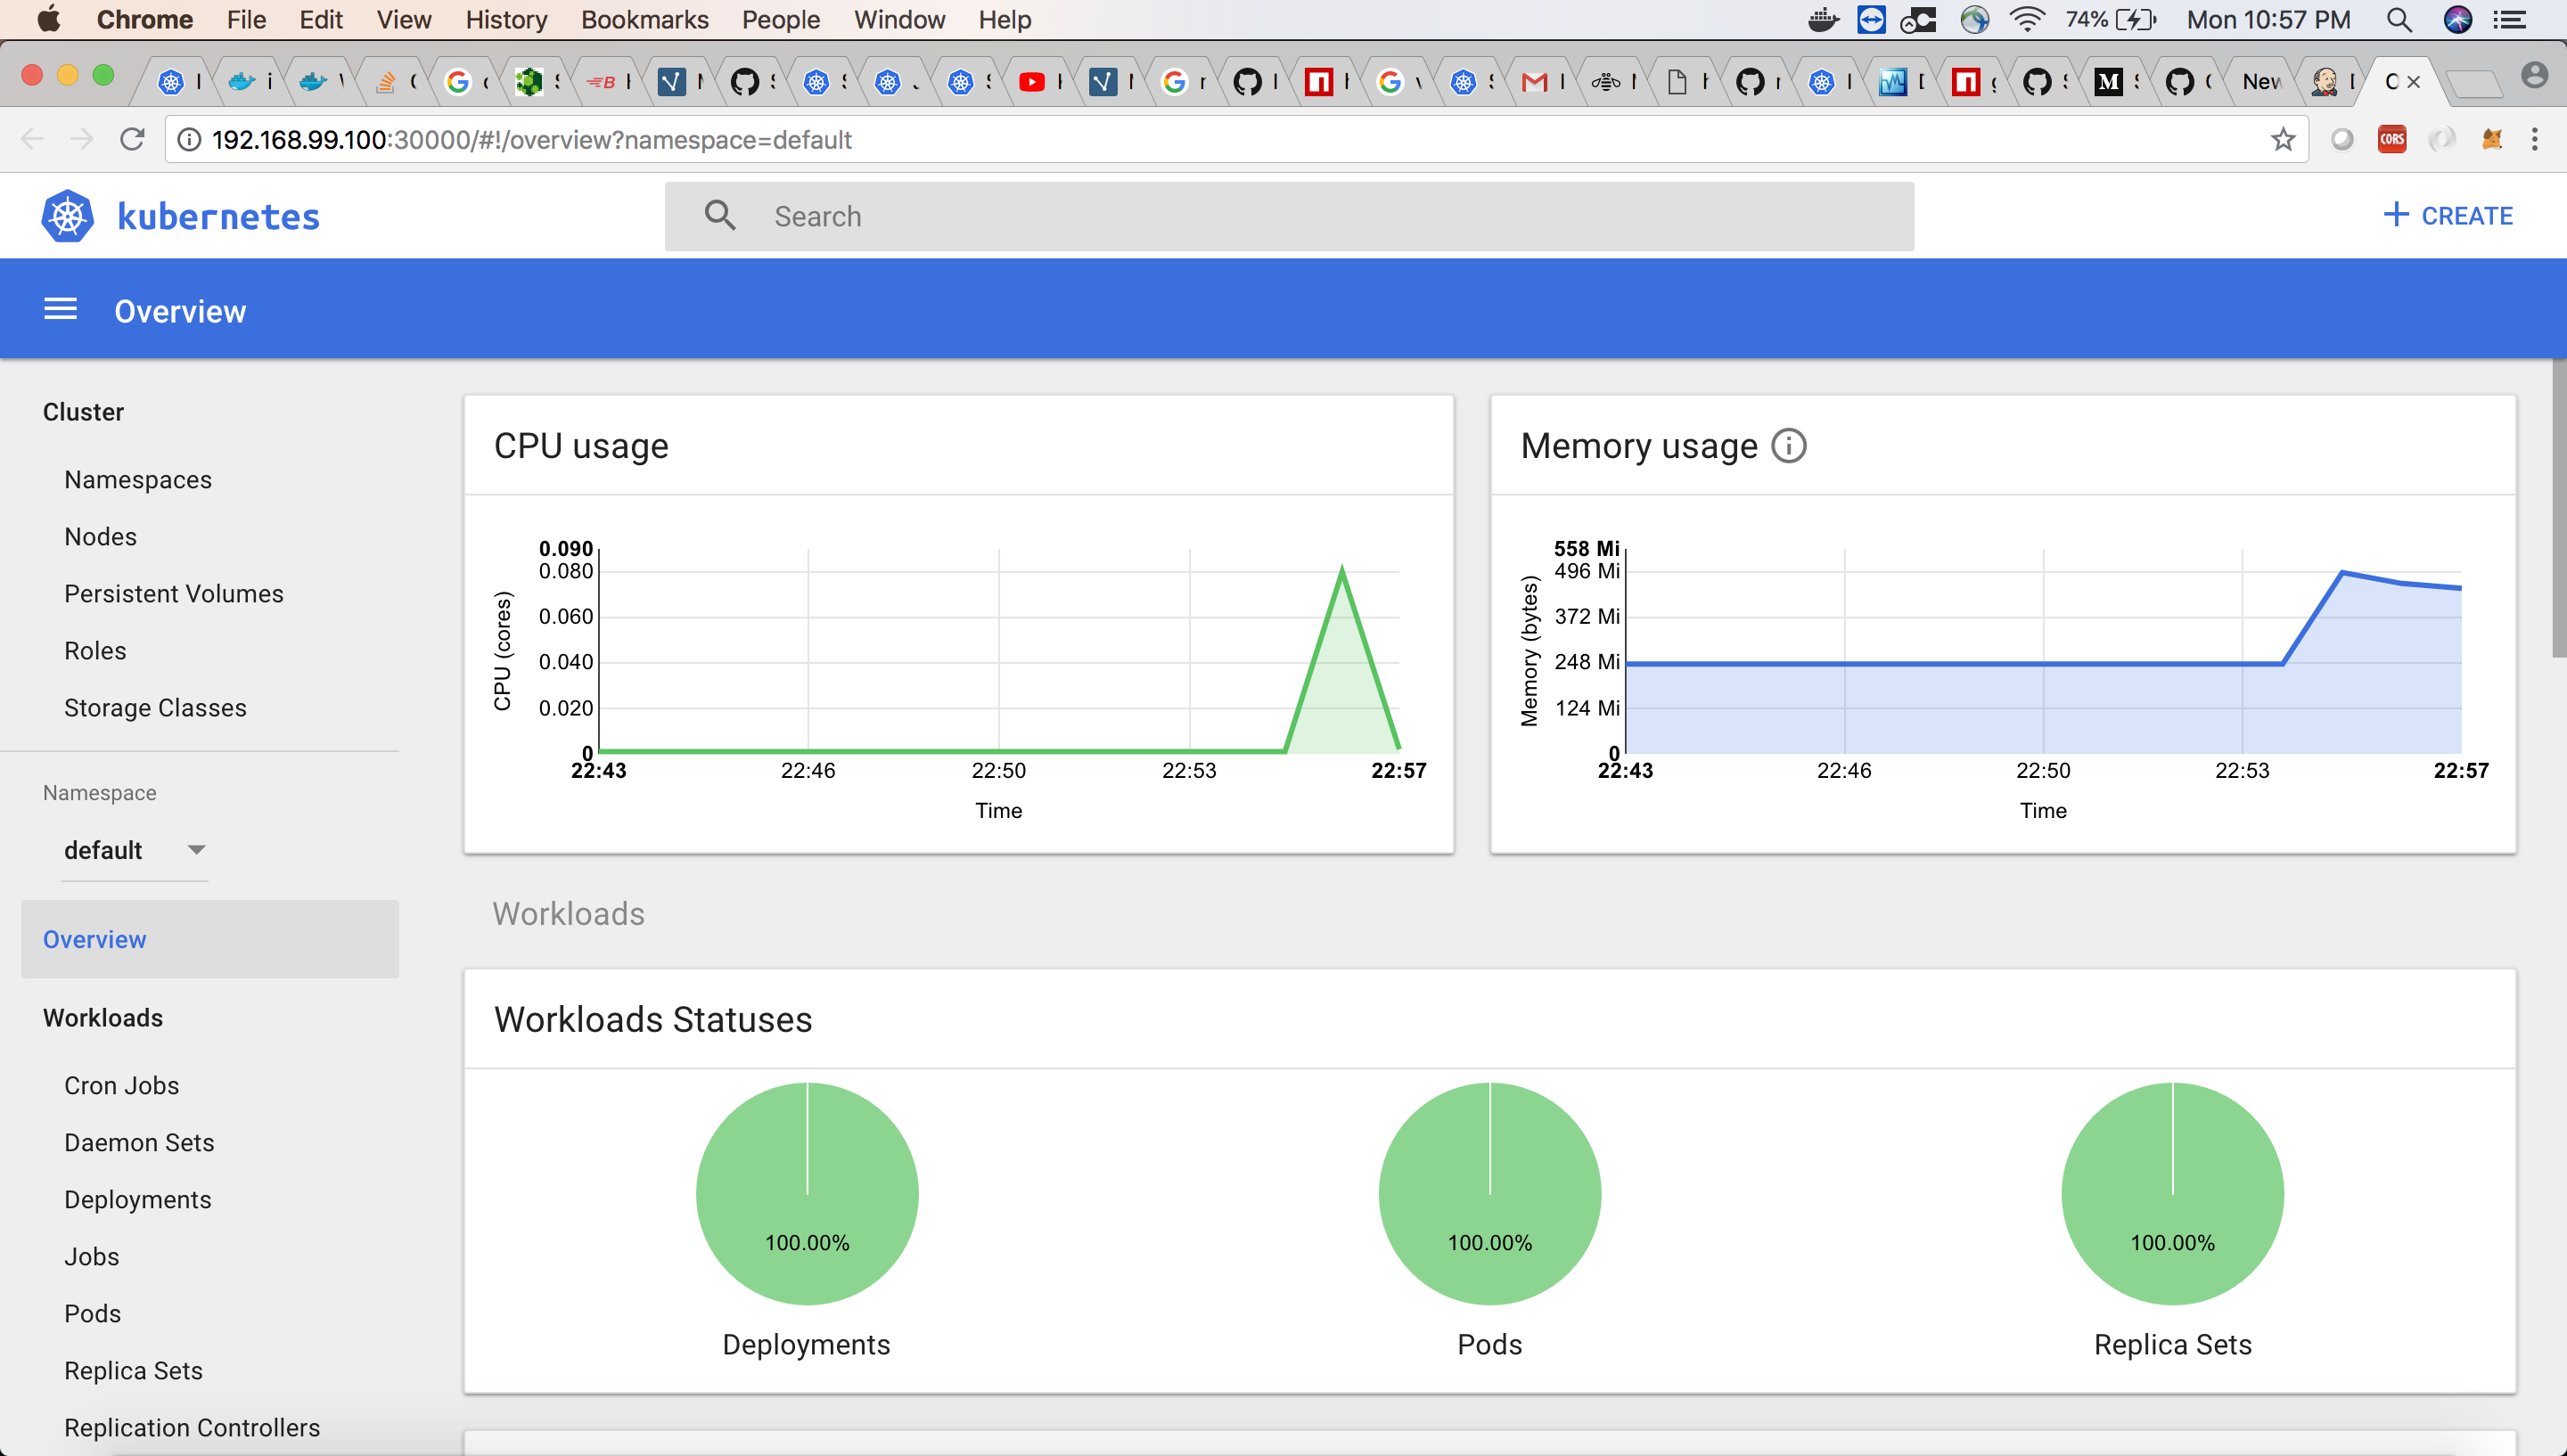 Chrome File Edit View History Bookmarks People Window Help 74% Mon 10:57 PM
New
192.168.99.100:30000/#!/overview?namespace=default CORS
kubernetes Search CREATE
Overview
Cluster
Namespaces
Nodes
Persistent Volumes
Roles
Storage Classes
Namespace
default
Overview
Workloads
Cron Jobs
Daemon Sets
Deployments
Jobs
Pods
Replica Sets
Replication Controllers
CPU usage
CPU (cores)
0.090
0.080
0.060
0.040
0.020
0
22:43 22:46 22:50 22:53 22:57
Time
Memory usage
Memory (bytes)
558 Mi
496 Mi
372 Mi
248 Mi
124 Mi
0
22:43 22:46 22:50 22:53 22:57
Time
Workloads
Workloads Statuses
100.00% 100.00% 100.00%
Deployments Pods Replica Sets